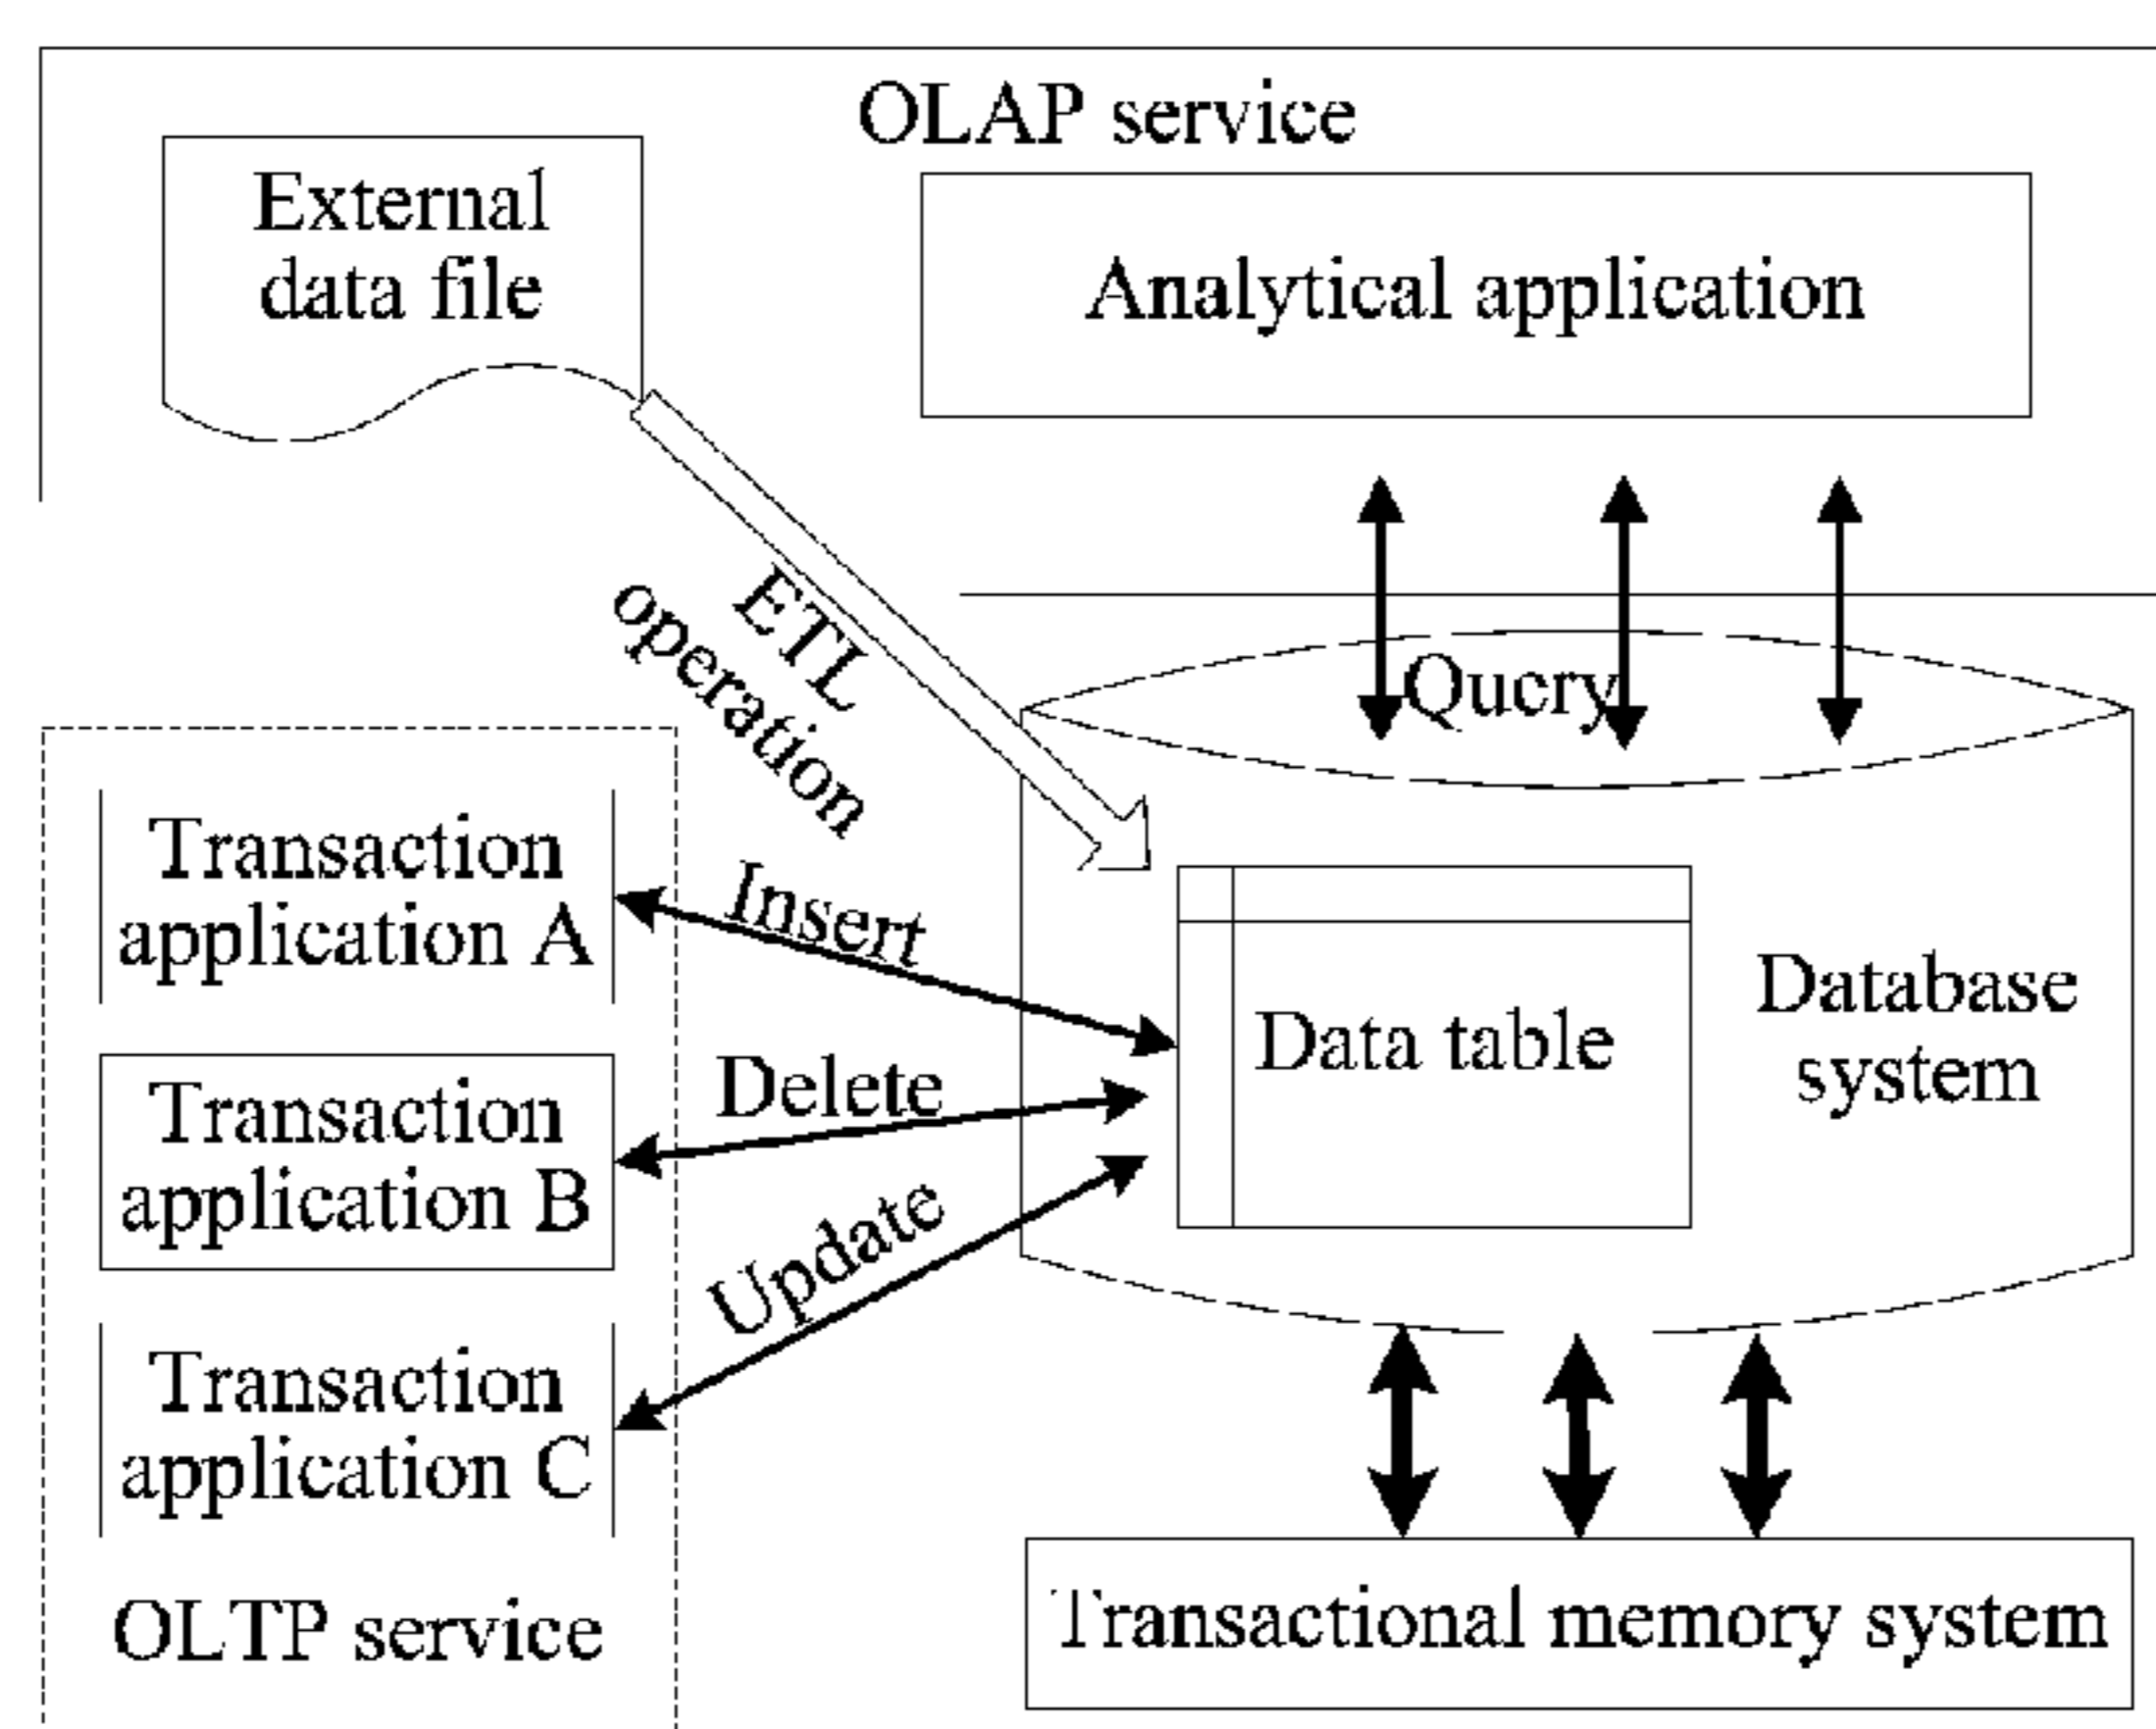 OLAP service
External
data file
Analytical application
ETL
operation
Query
Transaction
application A
Insert
Data table
Database
system
Delete
Transaction
application B
Update
Transaction
application C
OLTP service
Transactional memory system